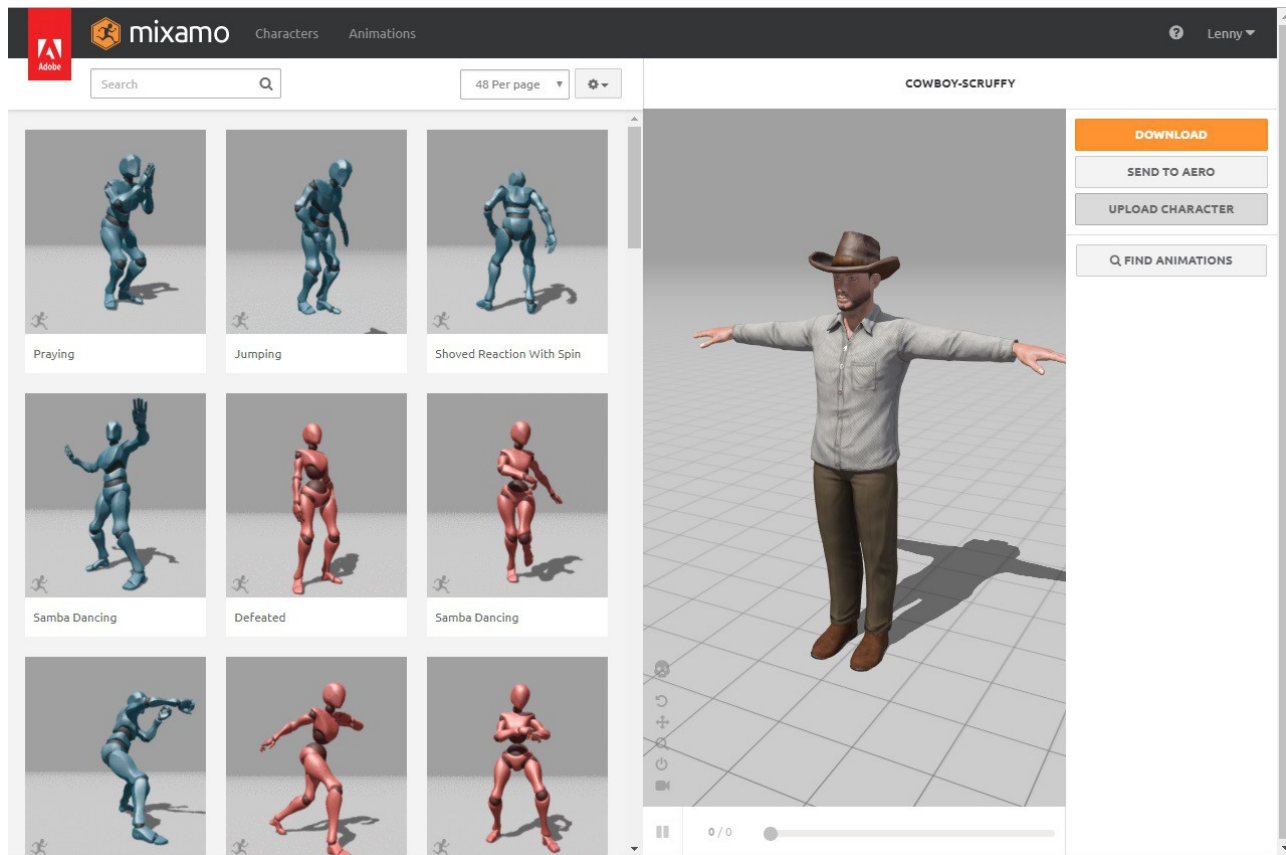 Adobe
mixamo
Characters
Animations
Lenny
Search
48 Per page
COWBOY-SCRUFFY
DOWNLOAD
SEND TO AERO
UPLOAD CHARACTER
FIND ANIMATIONS
Praying
Jumping
Shoved Reaction With Spin
Samba Dancing
Defeated
Samba Dancing
0 / 0